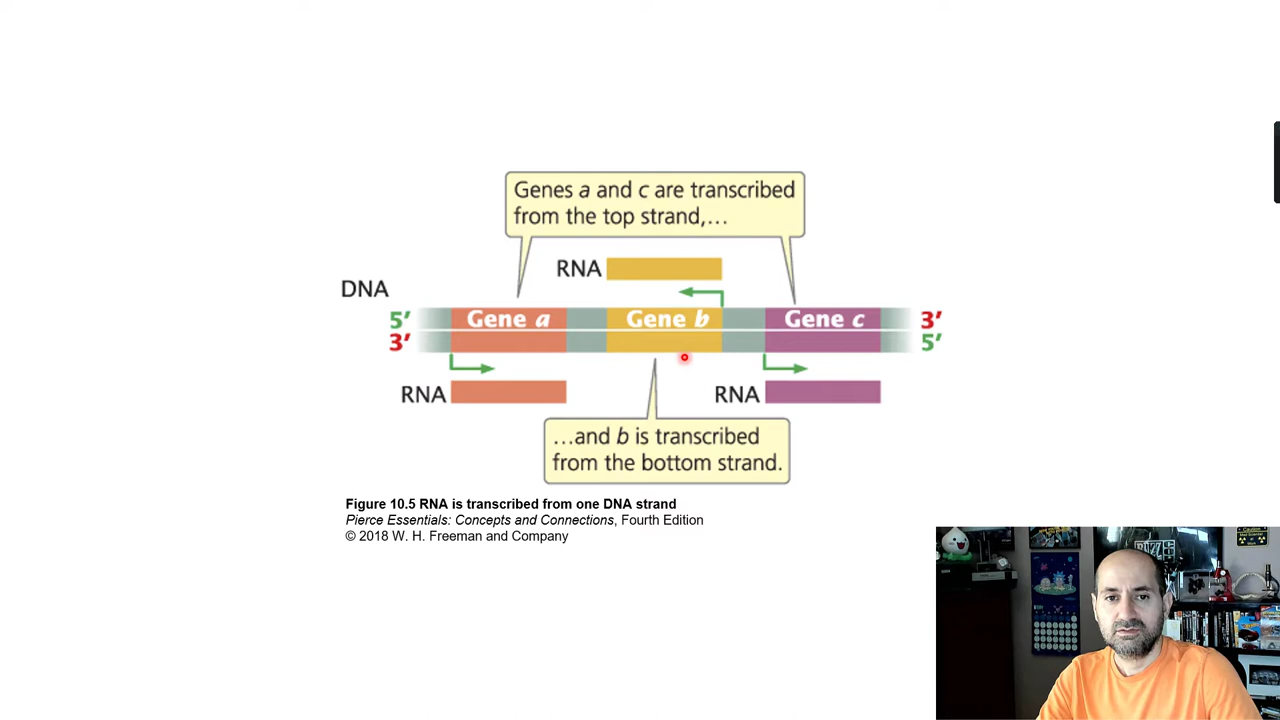 Genes a and c are transcribed
from the top strand,...
RNA
DNA
5′ Gene a Gene b Gene c 3′
3′ 5′
RNA RNA
...and b is transcribed
from the bottom strand.
Figure 10.5 RNA is transcribed from one DNA strand
Pierce Essentials: Concepts and Connections, Fourth Edition
© 2018 W. H. Freeman and Company